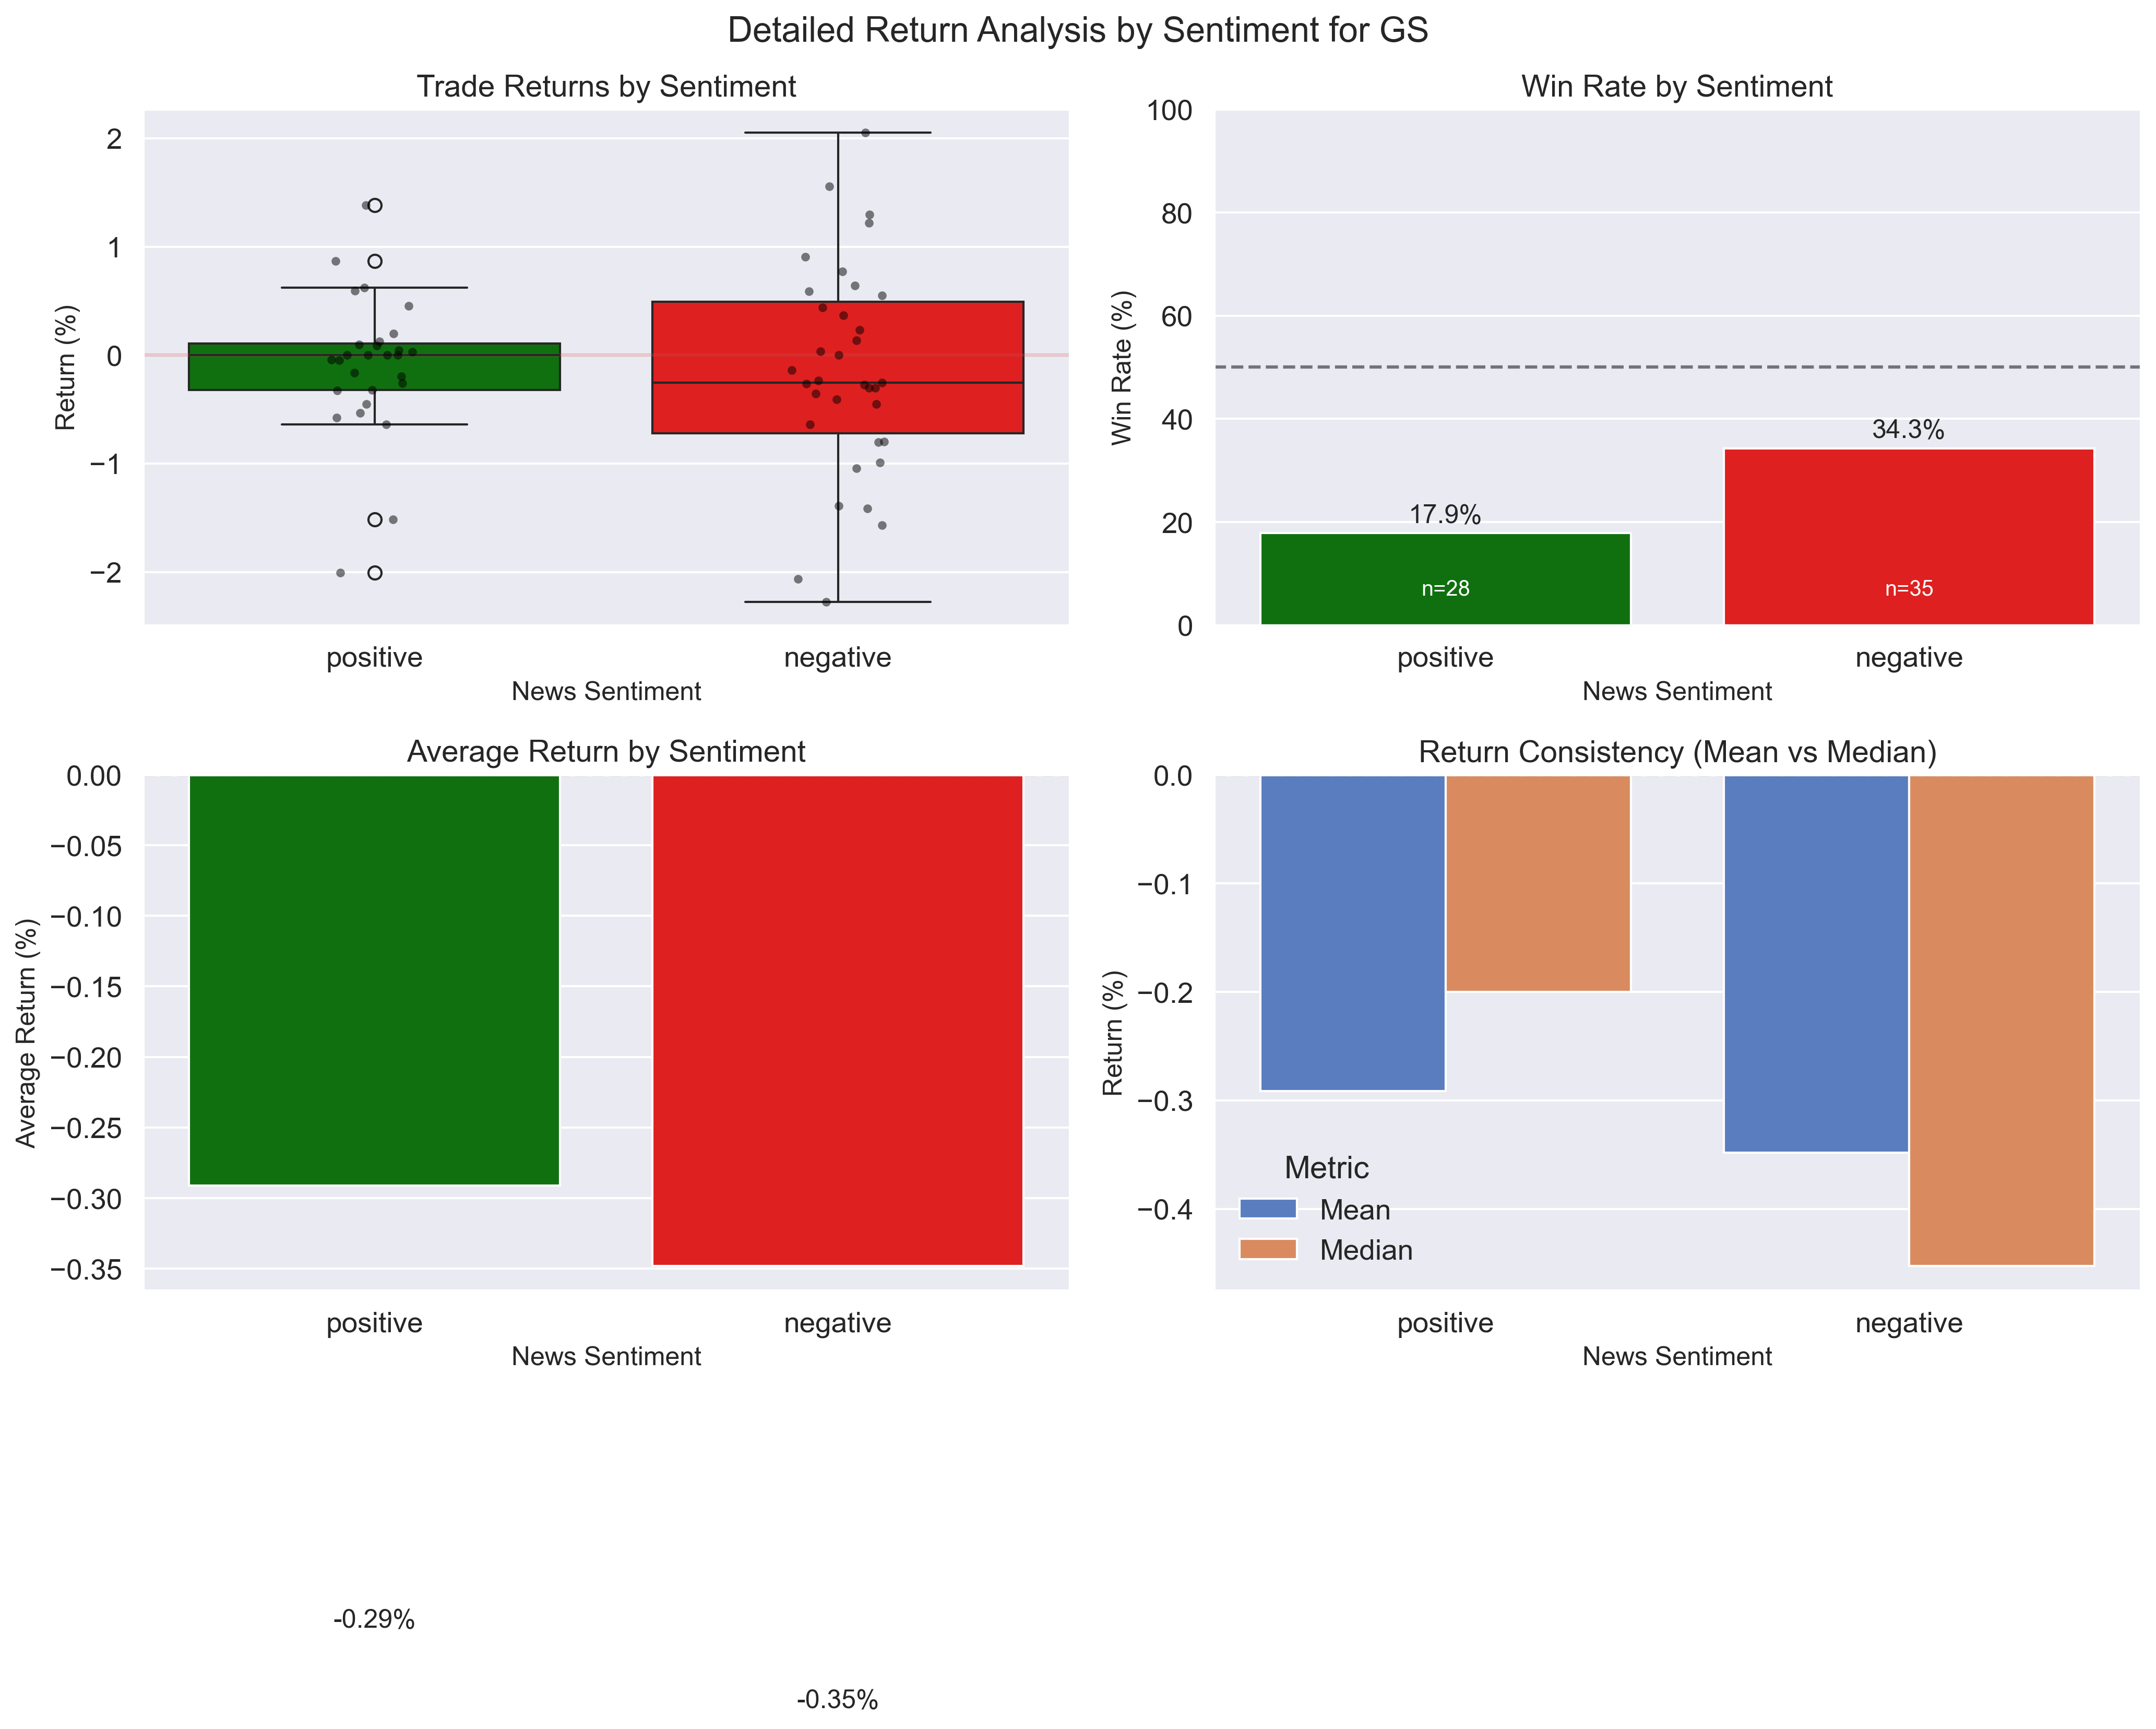 Detailed Return Analysis by Sentiment for GS
Trade Returns by Sentiment
Return (%)
2
1
0
−1
−2
positive
negative
News Sentiment
Win Rate by Sentiment
Win Rate (%)
100
80
60
40
20
0
17.9%
34.3%
n=28
n=35
positive
negative
News Sentiment
Average Return by Sentiment
Average Return (%)
0.00
−0.05
−0.10
−0.15
−0.20
−0.25
−0.30
−0.35
positive
negative
News Sentiment
-0.29%
-0.35%
Return Consistency (Mean vs Median)
Return (%)
0.0
−0.1
−0.2
−0.3
−0.4
Metric
Mean
Median
positive
negative
News Sentiment